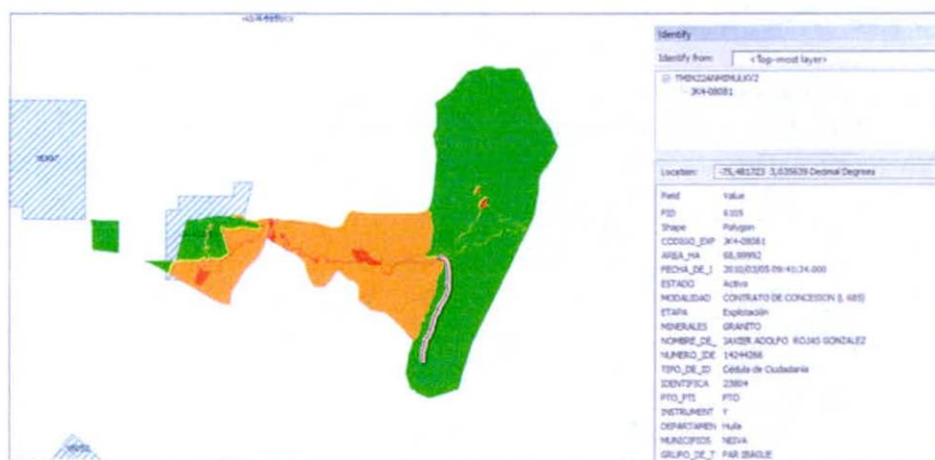 Identify
Identify from: <Top-most layer>
JK4-08081
Location: -75,481723 3,035639 Decimal Degrees
Field Value
FID 6105
Shape Polygon
CODIGO_EXP JK4-08081
AREA_HA 68,99992
FECHA_DE_I 2010/03/05 09:41:34.000
ESTADO Activo
MODALIDAD CONTRATO DE CONCESION (L 685)
ETAPA Explotación
MINERALES GRANITO
NOMBRE_DE_ JAVIER ADOLFO ROJAS GONZALEZ
NUMERO_IDE 14244266
TIPO_DE_ID Cédula de Ciudadanía
IDENTIFICA 23804
PTO_PTI PTO
INSTRUMENT Y
DEPARTAMEN Huila
MUNICIPIOS NEIVA
GRUPO_DE_T PAR IBAGUE